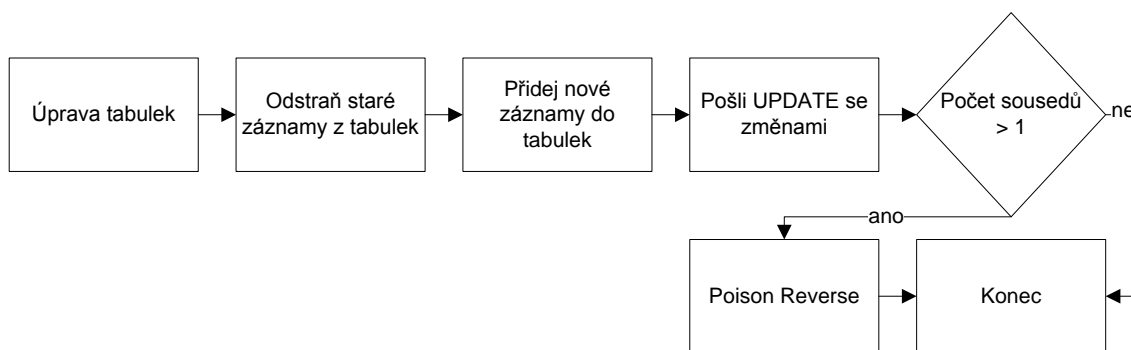 Úprava tabulek
Odstraň staré
záznamy z tabulek
Přidej nové
záznamy do
tabulek
Pošli UPDATE se
změnami
Počet sousedů
> 1
ne
ano
Poison Reverse
Konec